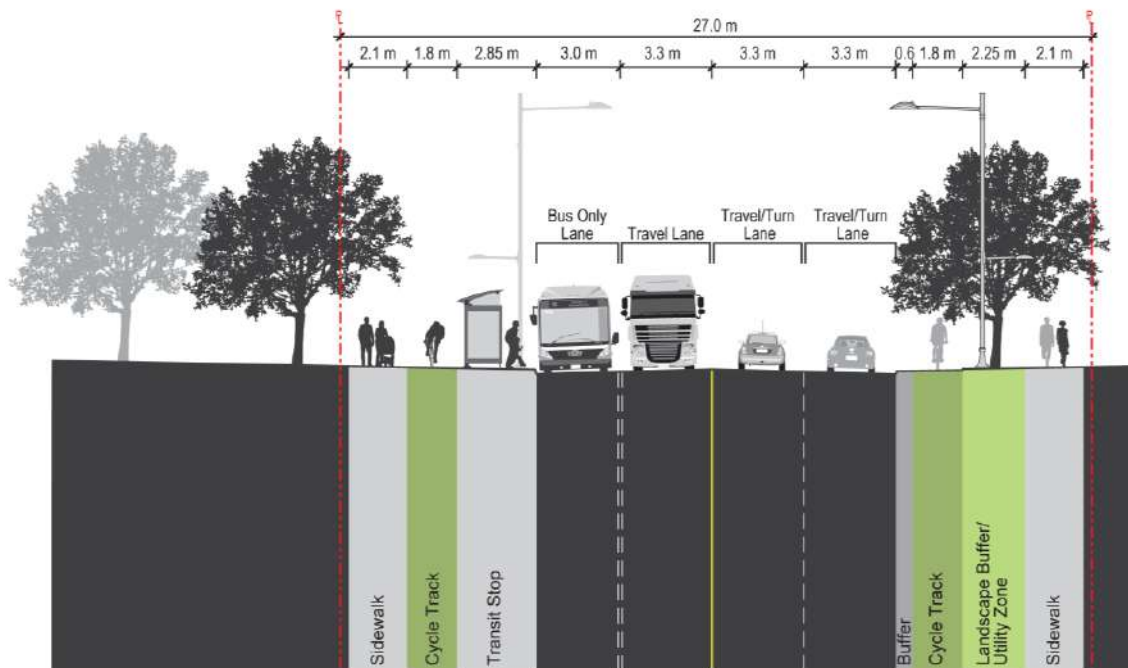 27.0 m
2.1 m 1.8 m 2.85 m 3.0 m 3.3 m 3.3 m 3.3 m 0.6 1.8 m 2.25 m 2.1 m
Bus Only
Lane
Travel Lane
Travel/Turn
Lane
Travel/Turn
Lane
Sidewalk
Cycle Track
Transit Stop
Buffer
Cycle Track
Landscape Buffer/
Utility Zone
Sidewalk